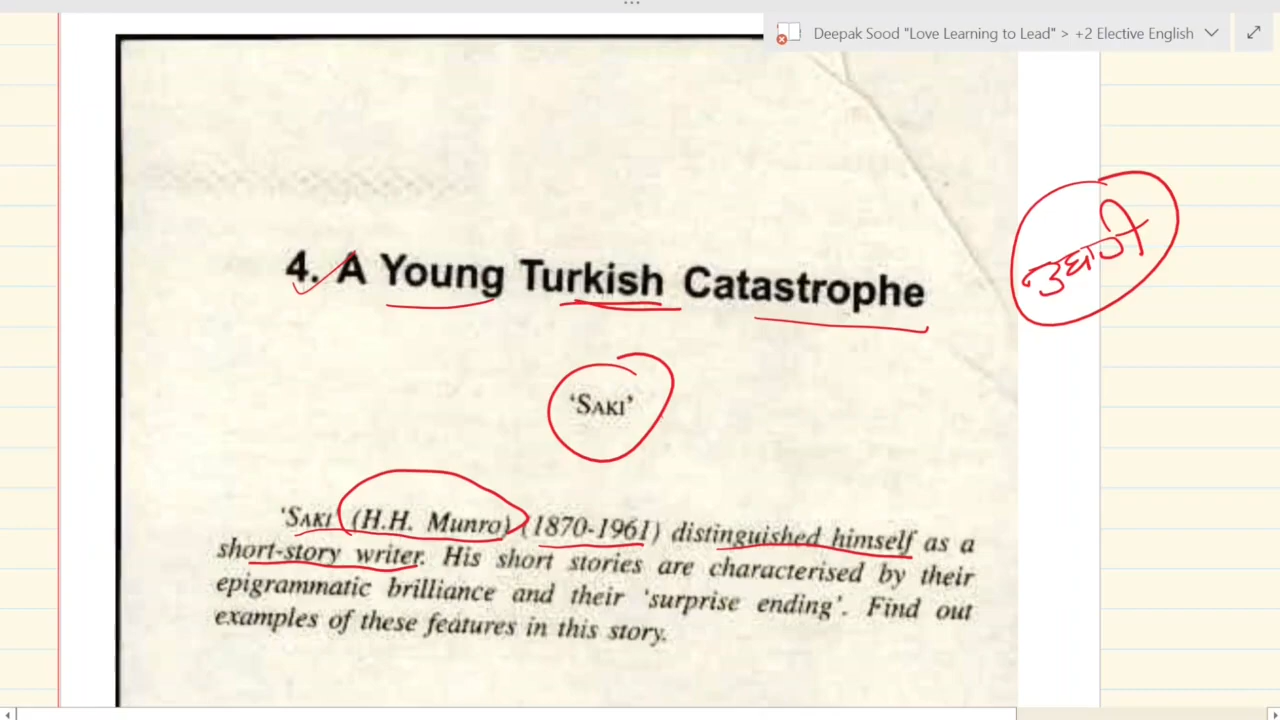 Deepak Sood "Love Learning to Lead" > +2 Elective English
4. A Young Turkish Catastrophe
'SAKI'
'SAKI (H.H. Munro) (1870-1961) distinguished himself as a
short-story writer. His short stories are characterised by their
epigrammatic brilliance and their 'surprise ending'. Find out
examples of these features in this story.